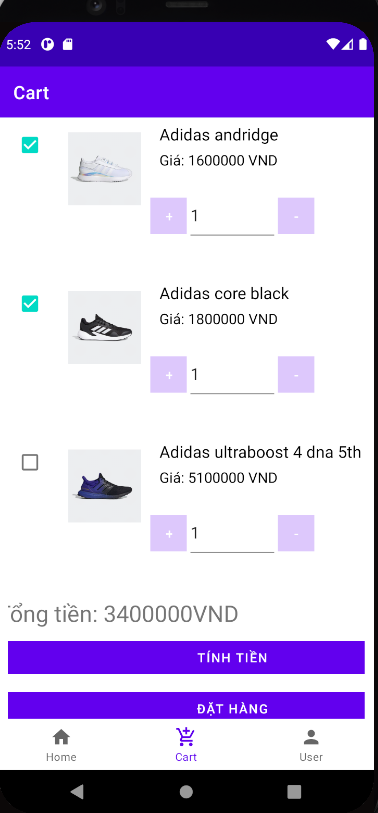 5:52
Cart
Adidas andridge
Giá: 1600000 VND
+ 1 -
Adidas core black
Giá: 1800000 VND
+ 1 -
Adidas ultraboost 4 dna 5th
Giá: 5100000 VND
+ 1 -
Tổng tiền: 3400000VND
TÍNH TIỀN
ĐẶT HÀNG
Home Cart User